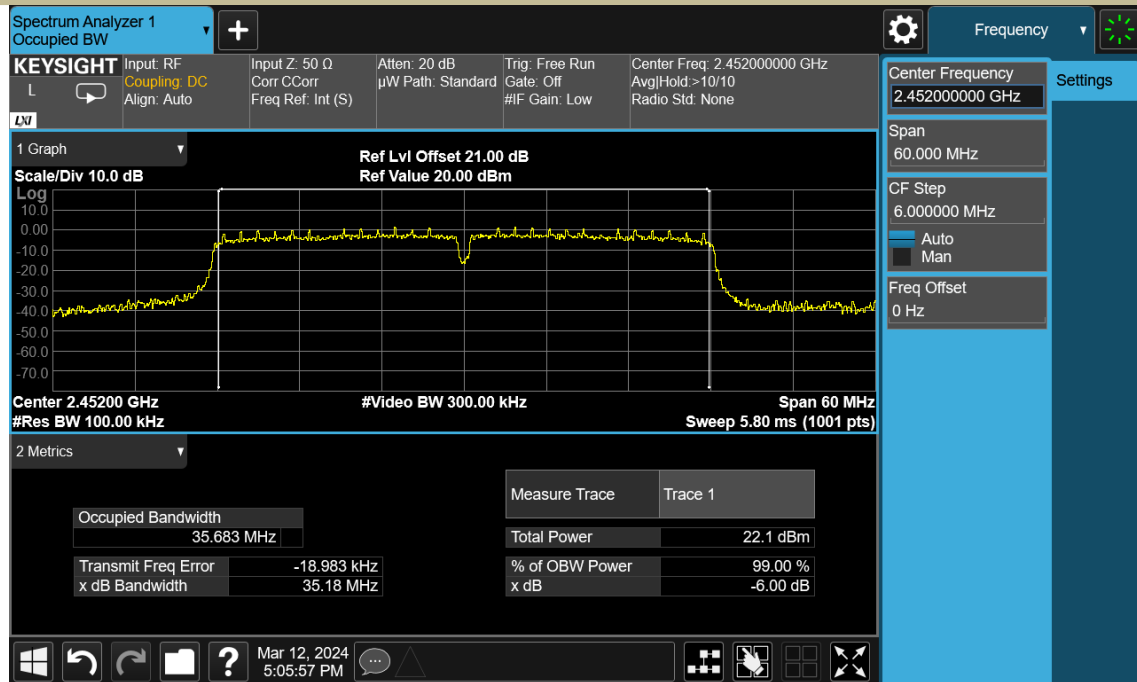 Spectrum Analyzer 1
Occupied BW
+
Frequency
KEYSIGHT
L
LXI
Input: RF
Coupling: DC
Align: Auto
Input Z: 50 Ω
Corr CCorr
Freq Ref: Int (S)
Atten: 20 dB
µW Path: Standard
Trig: Free Run
Gate: Off
#IF Gain: Low
Center Freq: 2.452000000 GHz
Avg|Hold:>10/10
Radio Std: None
Center Frequency
2.452000000 GHz
Settings
Span
60.000 MHz
CF Step
6.000000 MHz
Auto
Man
Freq Offset
0 Hz
1 Graph
Scale/Div 10.0 dB
Ref Lvl Offset 21.00 dB
Ref Value 20.00 dBm
Log
10.0
0.00
-10.0
-20.0
-30.0
-40.0
-50.0
-60.0
-70.0
Center 2.45200 GHz
#Video BW 300.00 kHz
Span 60 MHz
#Res BW 100.00 kHz
Sweep 5.80 ms (1001 pts)
2 Metrics
Measure Trace
Trace 1
Occupied Bandwidth
35.683 MHz
Total Power
22.1 dBm
Transmit Freq Error
-18.983 kHz
% of OBW Power
99.00 %
x dB Bandwidth
35.18 MHz
x dB
-6.00 dB
?
Mar 12, 2024
5:05:57 PM